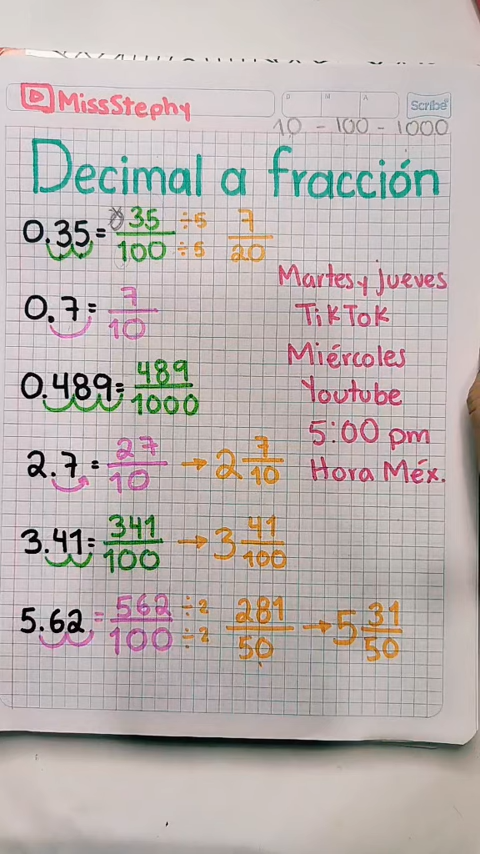 MissStephy
D M A
Scribe
10 - 100 - 1000
Decimal a fracción
0.35 = 035/100 ÷5/÷5 7/20
0.7 = 7/10
0.489 = 489/1000
2.7 = 27/10 → 2 7/10
3.41 = 341/100 → 3 41/100
5.62 = 562/100 ÷2/÷2 281/50 → 5 31/50
Martes y jueves
TikTok
Miércoles
Youtube
5:00 pm
Hora Méx.